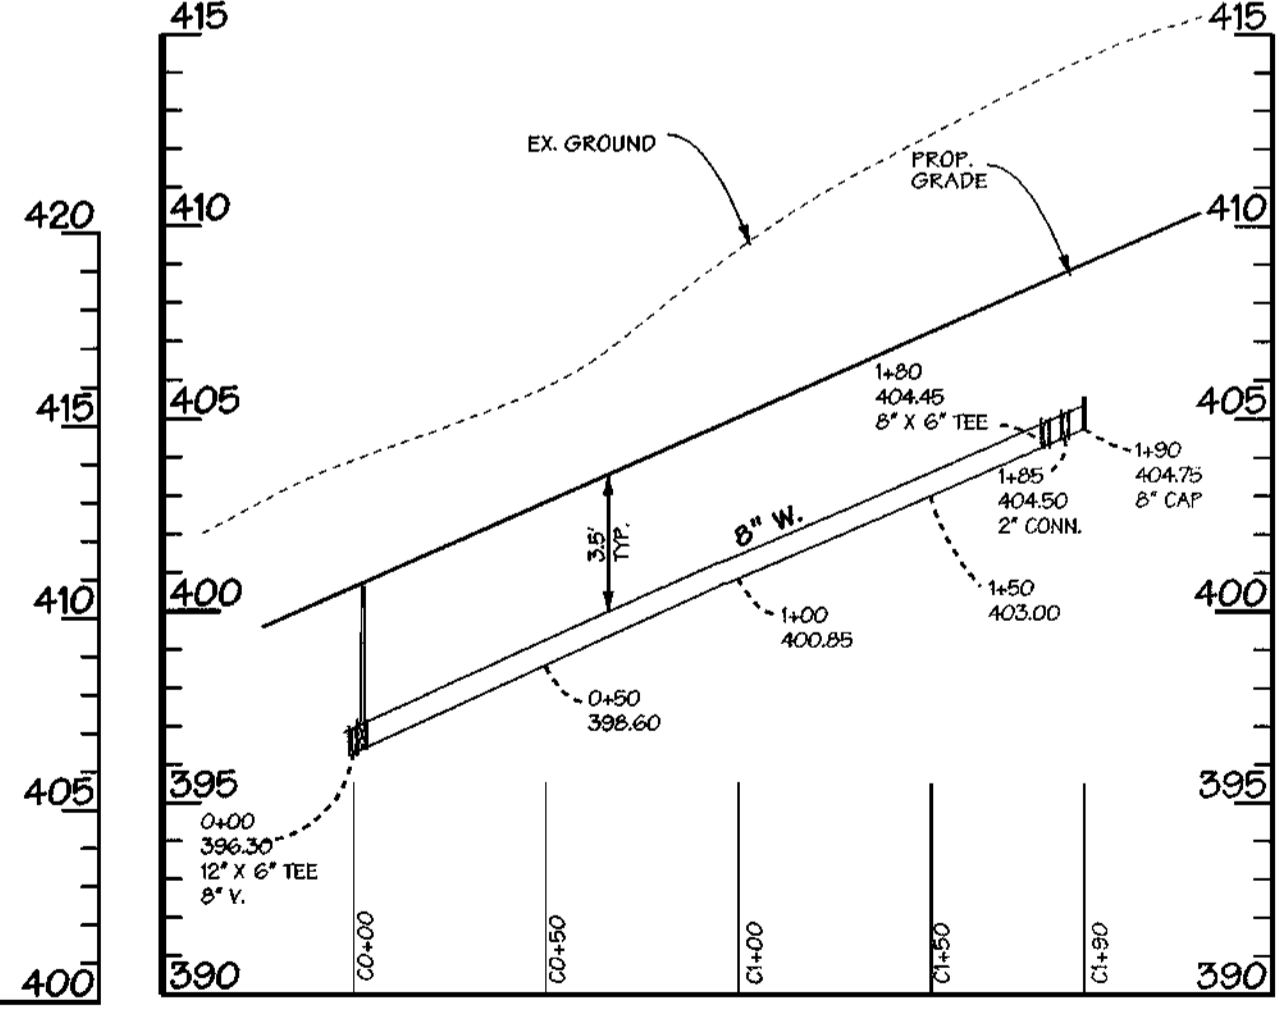 415
415
EX. GROUND
PROP.
GRADE
420
410
410
1+80
404.45
8" X 6" TEE
415
405
405
1+90
404.75
8" CAP
1+85
404.50
2" CONN.
8" W.
3.5'
TYP.
410
400
400
1+50
403.00
1+00
400.85
0+50
398.60
405
395
395
0+00
396.30
12" X 6" TEE
8" V.
400
390
C0+00
C0+50
C1+00
C1+50
C1+90
390